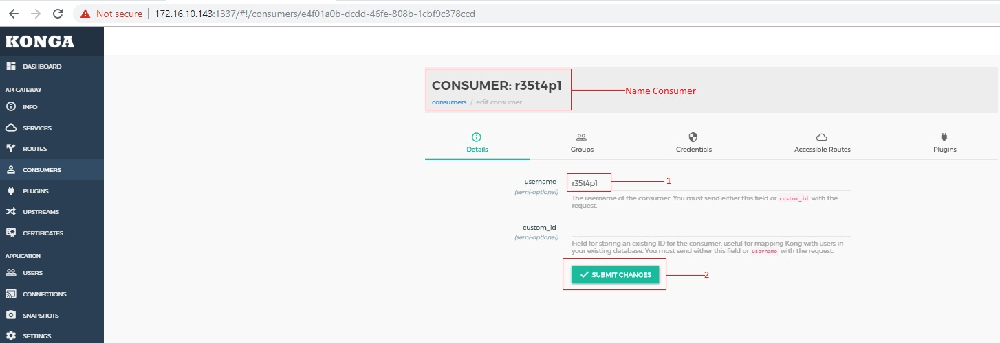 Not secure | 172.16.10.143:1337/#!/consumers/e4f01a0b-dcdd-46fe-808b-1cbf9c378ccd
KONGA
DASHBOARD
API GATEWAY
INFO
SERVICES
ROUTES
CONSUMERS
PLUGINS
UPSTREAMS
CERTIFICATES
APPLICATION
USERS
CONNECTIONS
SNAPSHOTS
SETTINGS
CONSUMER: r35t4p1
Name Consumer
consumers / edit consumer
Details
Groups
Credentials
Accessible Routes
Plugins
username
(semi-optional)
r35t4p1
1
The username of the consumer. You must send either this field or custom_id with the
request.
custom_id
(semi-optional)
Field for storing an existing ID for the consumer, useful for mapping Kong with users in
your existing database. You must send either this field or username with the request.
SUBMIT CHANGES
2